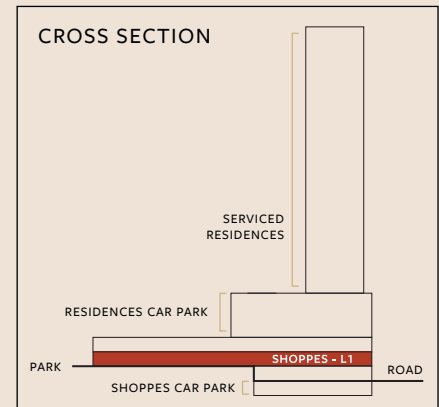 CROSS SECTION
SERVICED
RESIDENCES
RESIDENCES CAR PARK
SHOPPES - L1
PARK
ROAD
SHOPPES CAR PARK